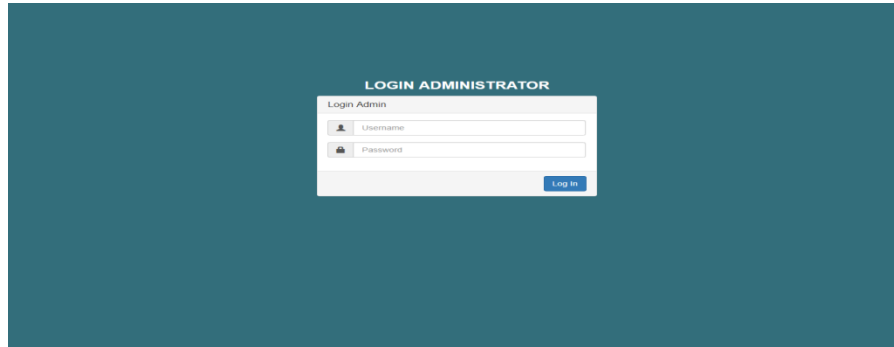 LOGIN ADMINISTRATOR
Login Admin
Username
Password
Log In